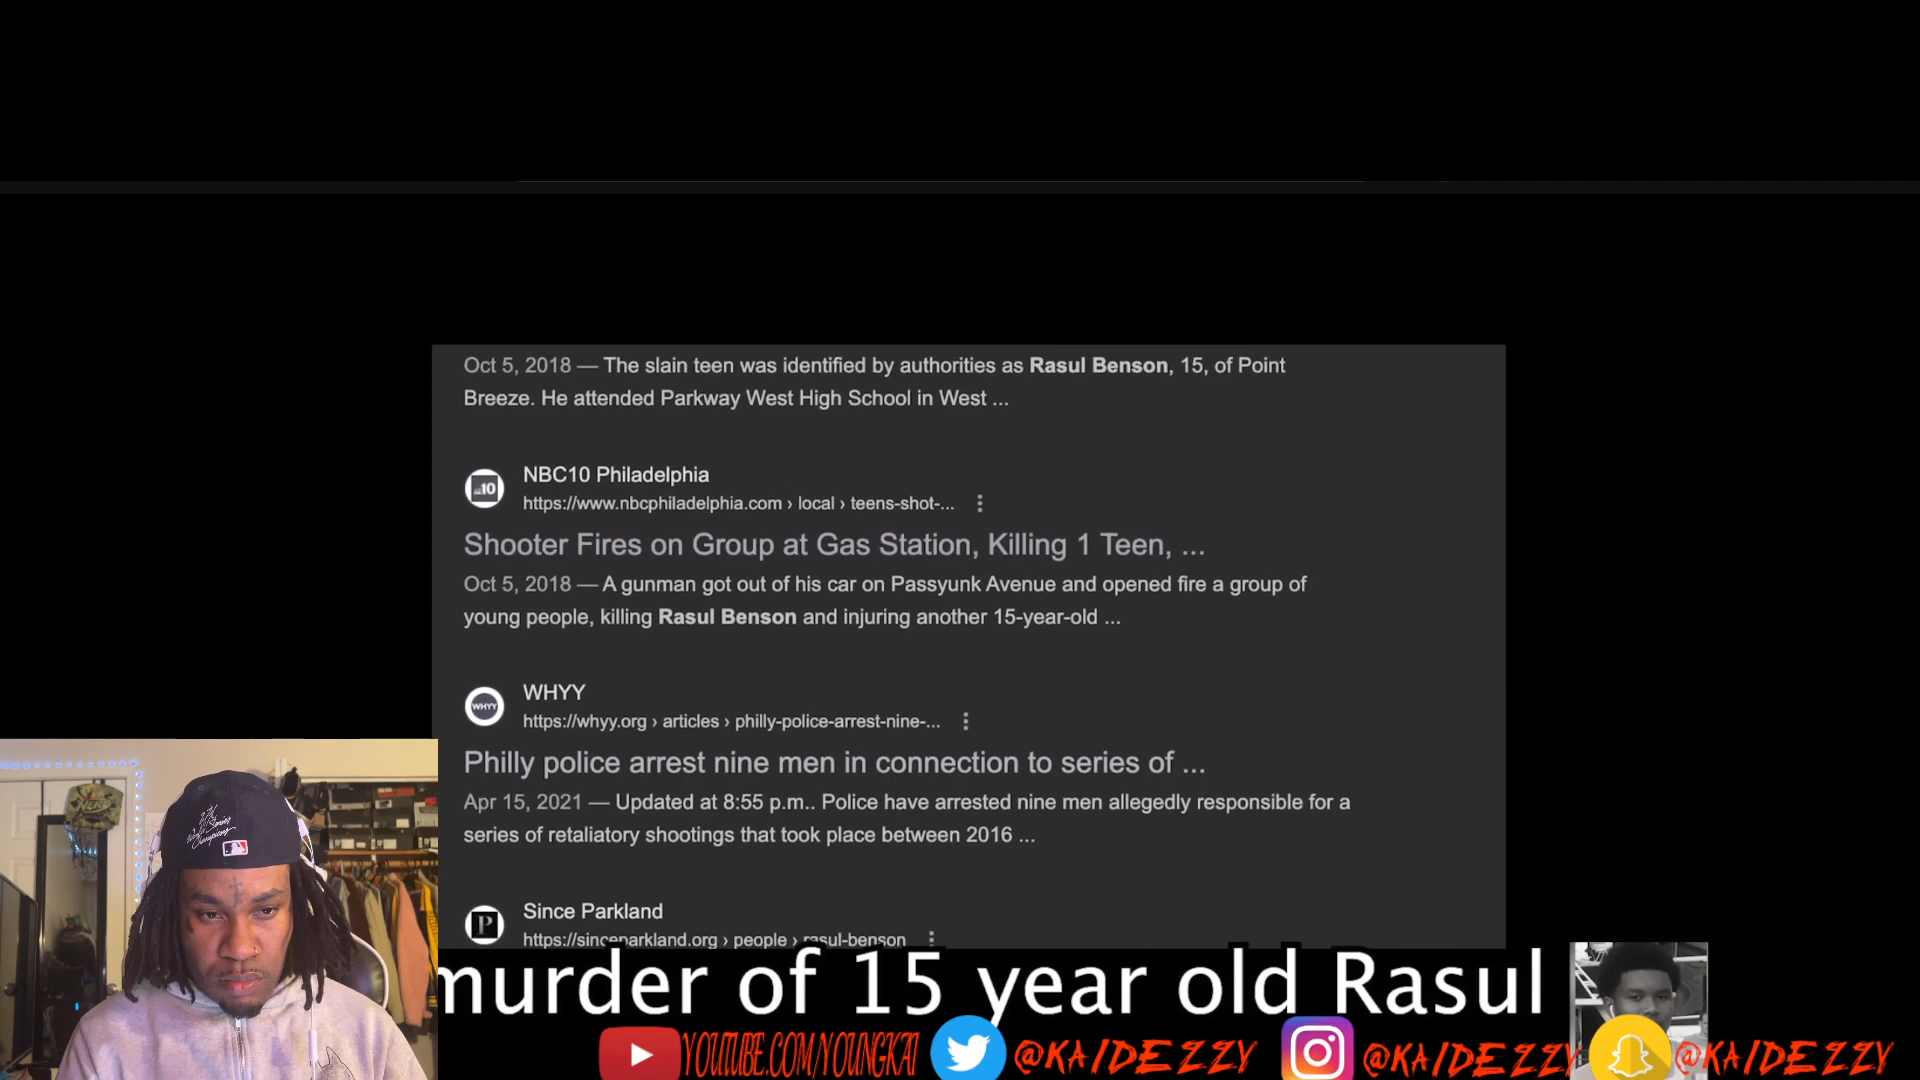 Oct 5, 2018 — The slain teen was identified by authorities as Rasul Benson, 15, of Point
Breeze. He attended Parkway West High School in West ...
10
NBC10 Philadelphia
https://www.nbcphiladelphia.com › local › teens-shot-...
Shooter Fires on Group at Gas Station, Killing 1 Teen, ...
Oct 5, 2018 — A gunman got out of his car on Passyunk Avenue and opened fire a group of
young people, killing Rasul Benson and injuring another 15-year-old ...
WHYY
WHYY
https://whyy.org › articles › philly-police-arrest-nine-...
Philly police arrest nine men in connection to series of ...
Apr 15, 2021 — Updated at 8:55 p.m.. Police have arrested nine men allegedly responsible for a
series of retaliatory shootings that took place between 2016 ...
P
Since Parkland
https://sinceparkland.org › people › rasul-benson
murder of 15 year old Rasul
YOUTUBE.COM/YOUNGKAI
@KAIDEZZY
@KAIDEZZY
@KAIDEZZY
NERF